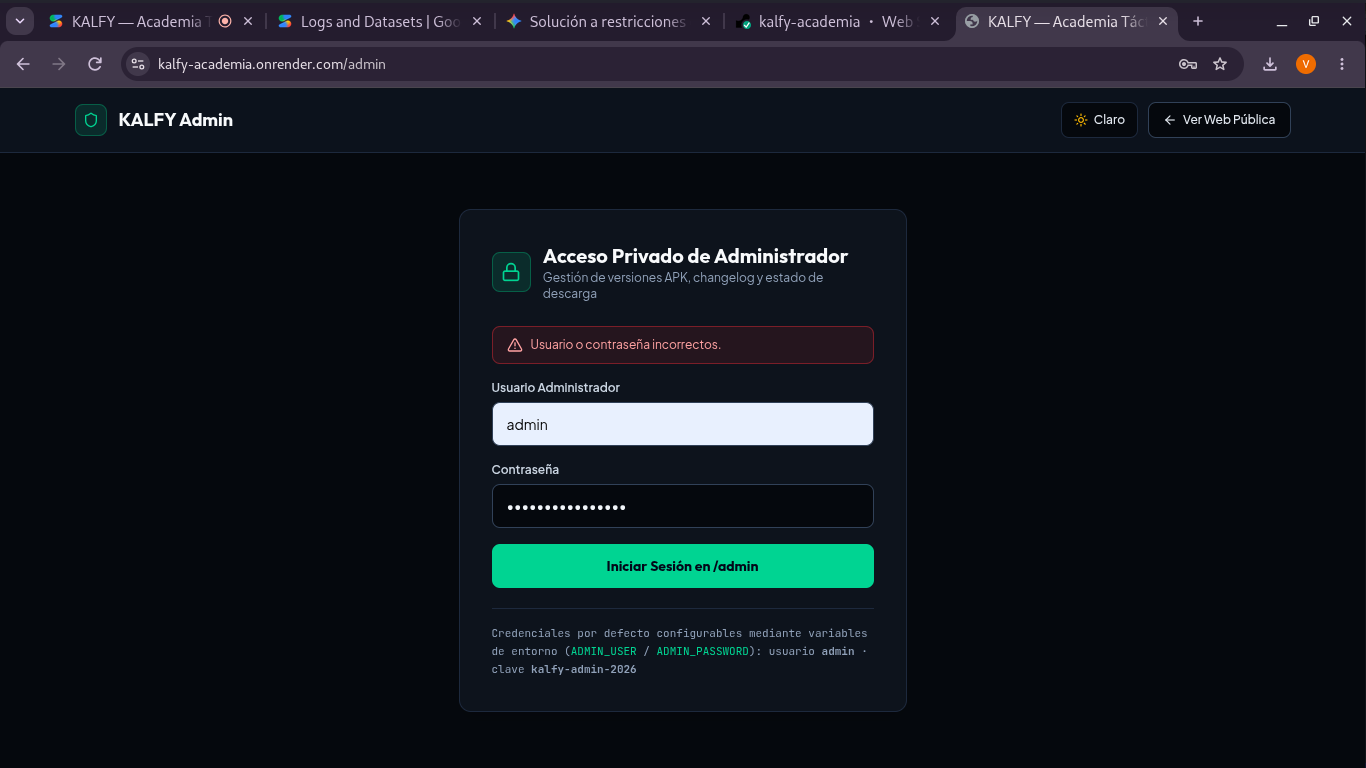 KALFY — Academia T
Logs and Datasets | Goo
Solución a restricciones
kalfy-academia • Web S
KALFY — Academia Tác
kalfy-academia.onrender.com/admin
V
KALFY Admin
Claro
Ver Web Pública
Acceso Privado de Administrador
Gestión de versiones APK, changelog y estado de
descarga
Usuario o contraseña incorrectos.
Usuario Administrador
admin
Contraseña
••••••••••••••••
Iniciar Sesión en /admin
Credenciales por defecto configurables mediante variables
de entorno (ADMIN_USER / ADMIN_PASSWORD): usuario admin ·
clave kalfy-admin-2026